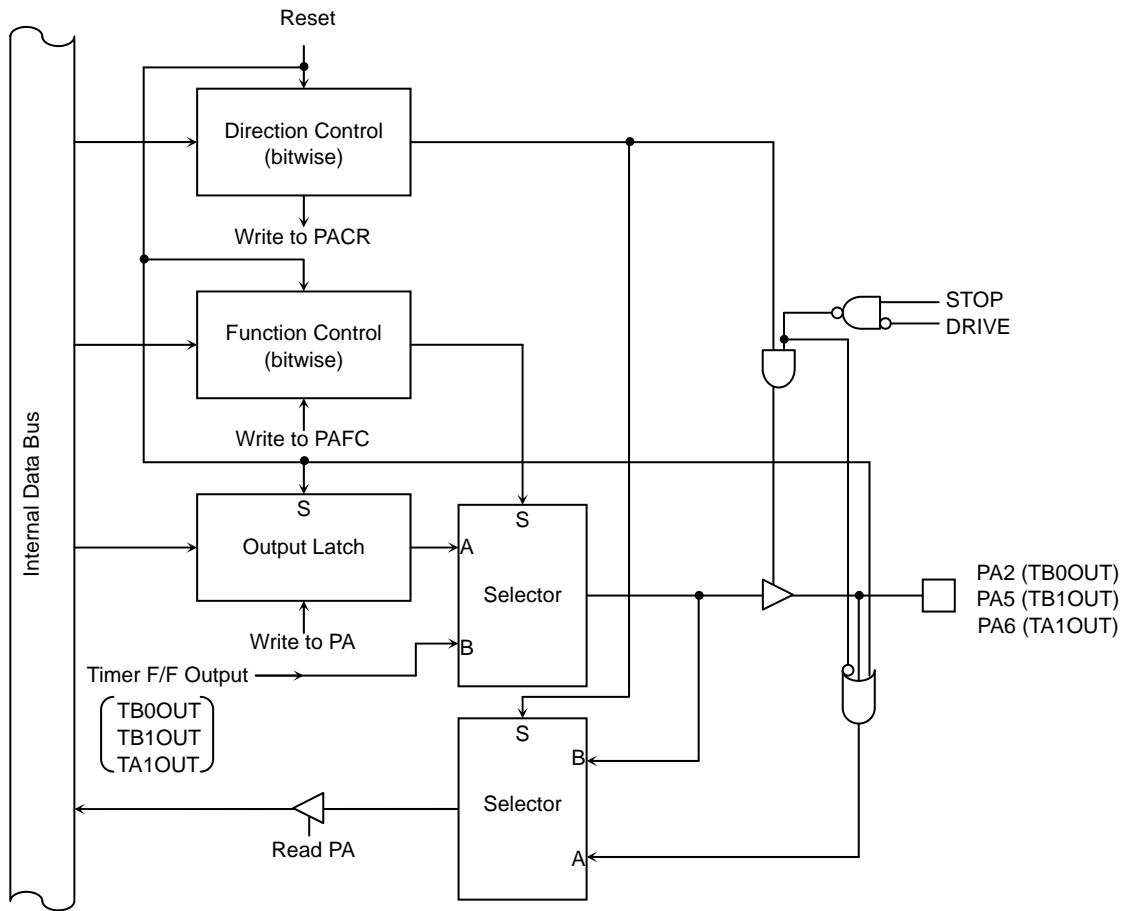 Reset
Direction Control
(bitwise)
Write to PACR
STOP
DRIVE
Function Control
(bitwise)
Write to PAFC
Internal Data Bus
S
Output Latch
Write to PA
S
A
Selector
B
PA2 (TB0OUT)
PA5 (TB1OUT)
PA6 (TA1OUT)
Timer F/F Output
TB0OUT
TB1OUT
TA1OUT
S
B
Selector
A
Read PA